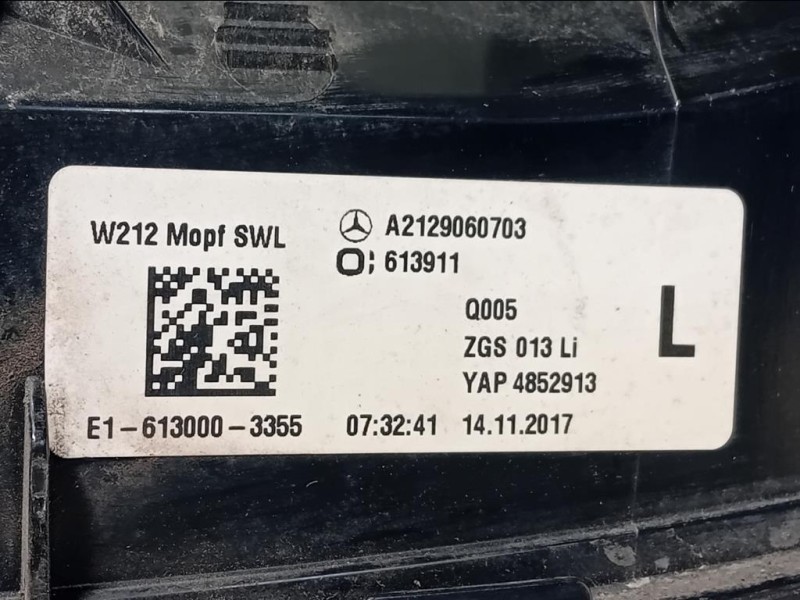 W212 Mopf SWL
A2129060703
613911
Q005
ZGS 013 Li
L
YAP 4852913
E1-613000-3355 07:32:41 14.11.2017